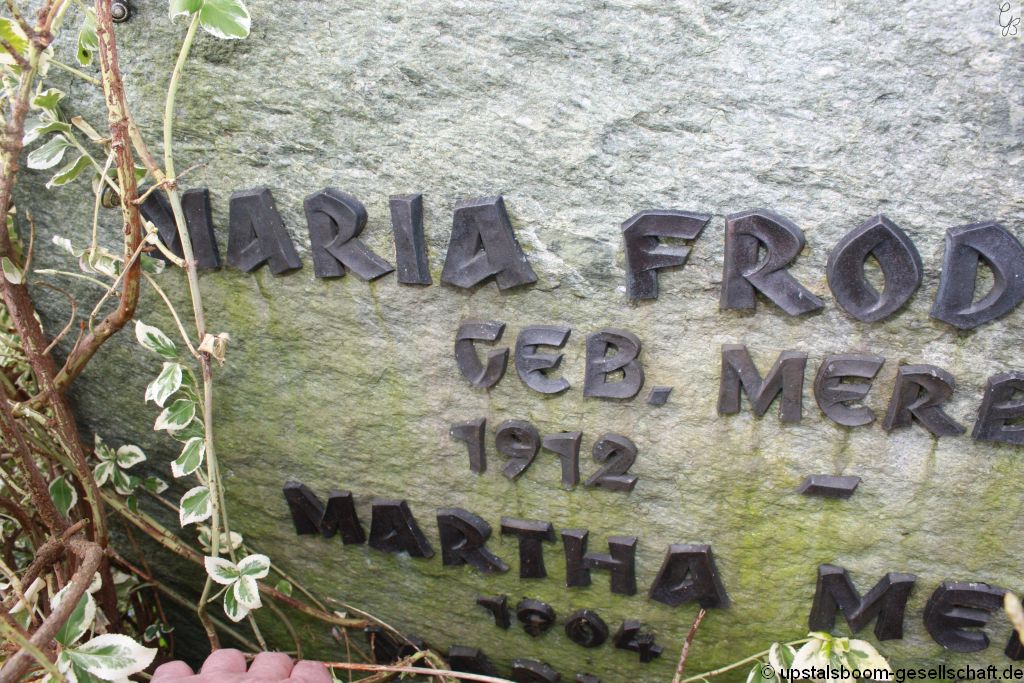 MARIA FROD
GEB. MERE
1912 –
MARTHA ME
1904
© upstalsboom-gesellschaft.de